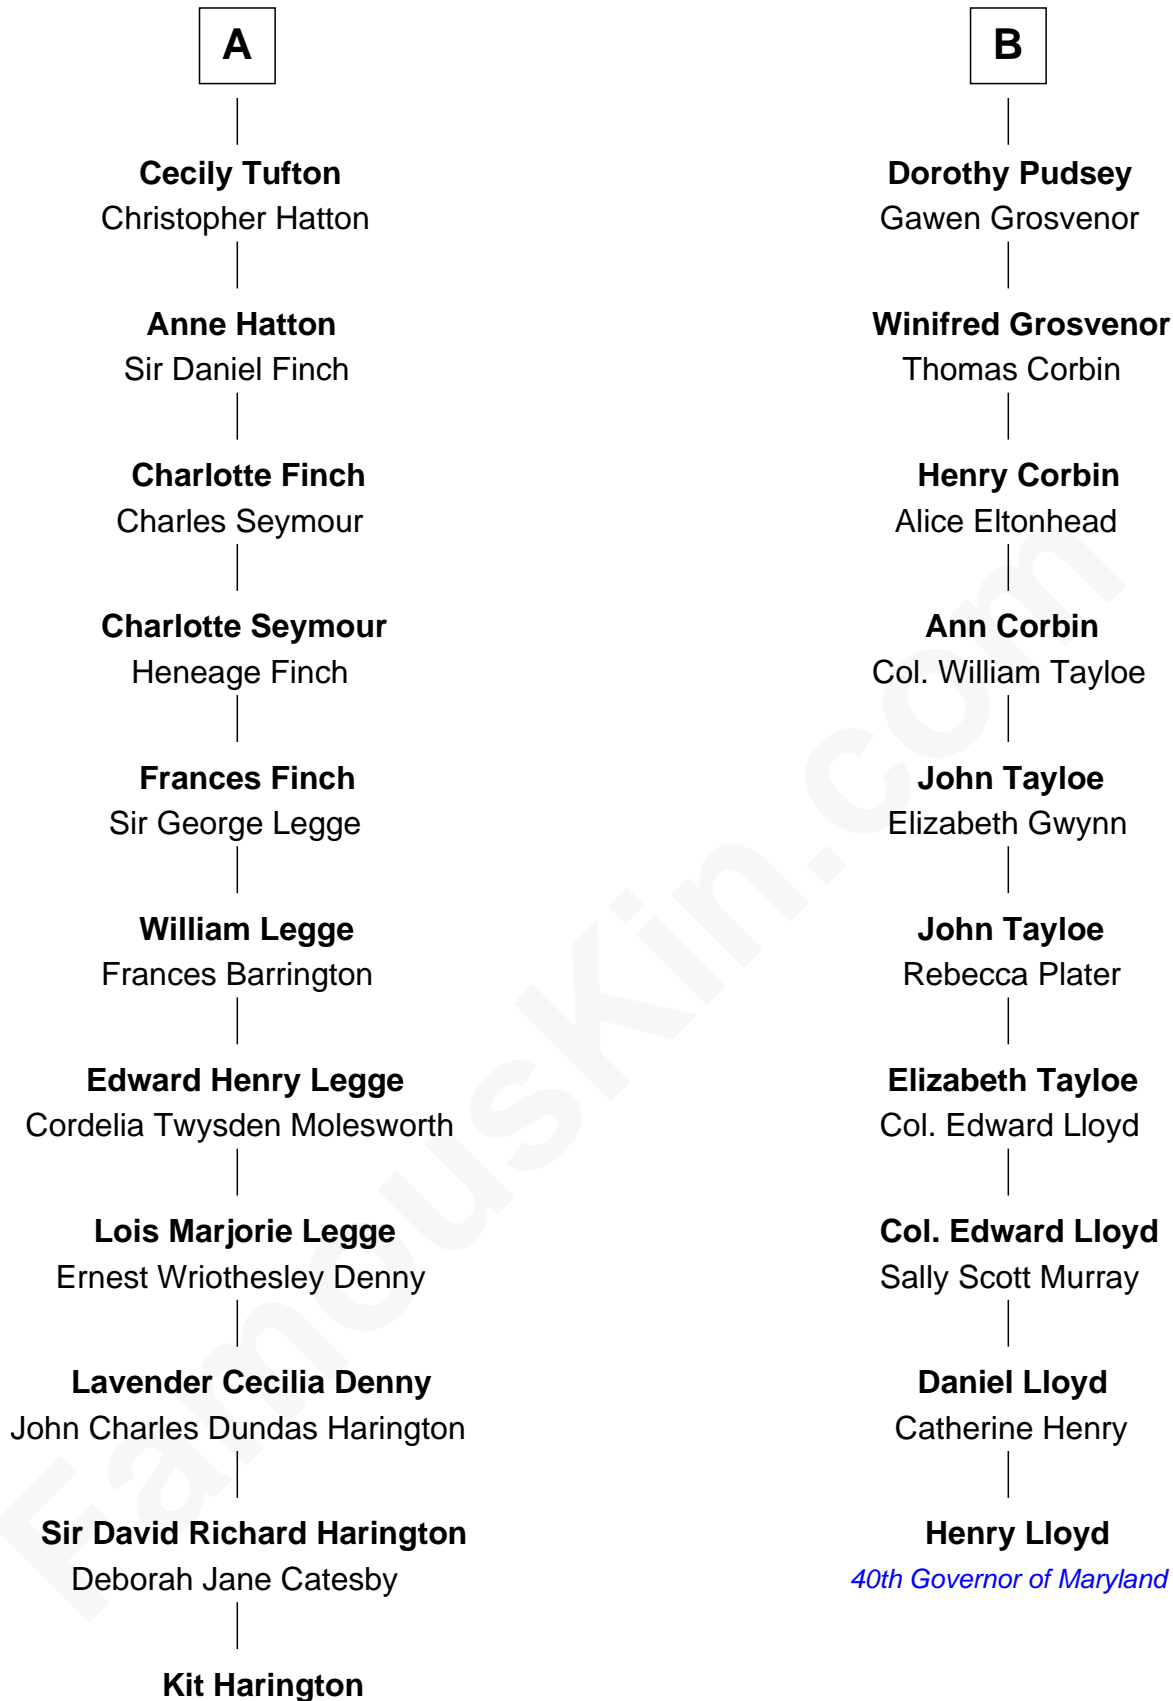 A
Cecily Tufton
Christopher Hatton
Anne Hatton
Sir Daniel Finch
Charlotte Finch
Charles Seymour
Charlotte Seymour
Heneage Finch
Frances Finch
Sir George Legge
William Legge
Frances Barrington
Edward Henry Legge
Cordelia Twysden Molesworth
Lois Marjorie Legge
Ernest Wriothesley Denny
Lavender Cecilia Denny
John Charles Dundas Harington
Sir David Richard Harington
Deborah Jane Catesby
Kit Harington
B
Dorothy Pudsey
Gawen Grosvenor
Winifred Grosvenor
Thomas Corbin
Henry Corbin
Alice Eltonhead
Ann Corbin
Col. William Tayloe
John Tayloe
Elizabeth Gwynn
John Tayloe
Rebecca Plater
Elizabeth Tayloe
Col. Edward Lloyd
Col. Edward Lloyd
Sally Scott Murray
Daniel Lloyd
Catherine Henry
Henry Lloyd
40th Governor of Maryland
FamousKin.com